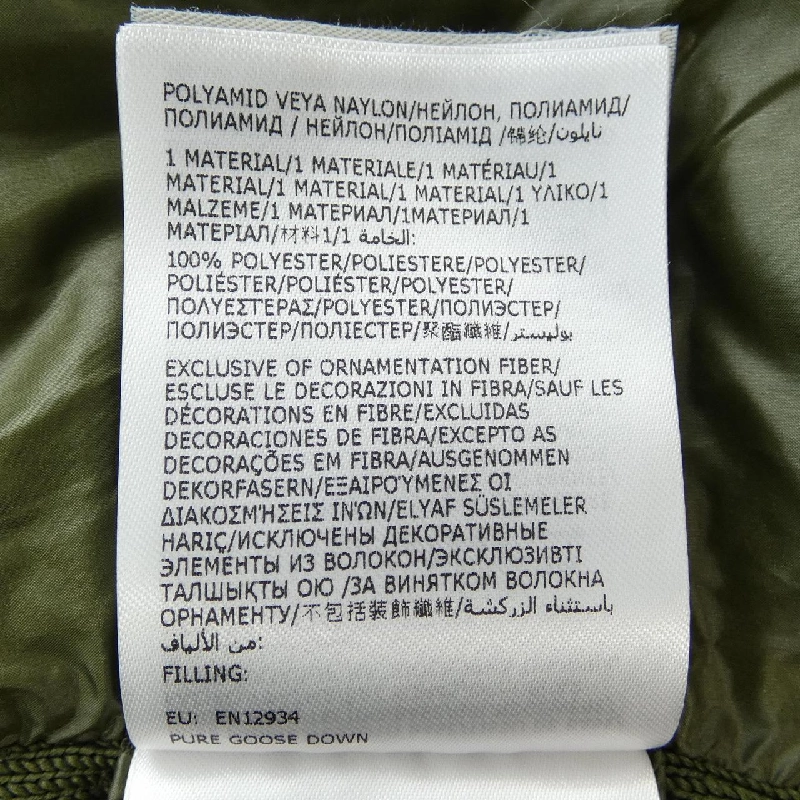 POLYAMID VEYA NAYLON/НЕЙЛОН, ПОЛИАМИД/
ПОЛИАМИД / НЕЙЛОН/ПОЛІАМІД /锦纶/نايلون
1 MATERIAL/1 MATERIALE/1 MATÉRIAU/1
MATERIAL/1 MATERIAL/1 MATERIAL/1 ΥΛΙΚΟ/1
MALZEME/1 МАТЕРИАЛ/1МАТЕРИАЛ/1
МАТЕРІАЛ/材料1/1 الخامة:
100% POLYESTER/POLIESTERE/POLYESTER/
POLIÉSTER/POLIÉSTER/POLYESTER/
ΠΟΛΥΕΣΤΕΡΑΣ/POLYESTER/ПОЛИЭСТЕР/
ПОЛИЭСТЕР/ПОЛІЕСТЕР/聚酯纖維/بوليستر
EXCLUSIVE OF ORNAMENTATION FIBER/
ESCLUSE LE DECORAZIONI IN FIBRA/SAUF LES
DÉCORATIONS EN FIBRE/EXCLUIDAS
DECORACIONES DE FIBRA/EXCEPTO AS
DECORAÇÕES EM FIBRA/AUSGENOMMEN
DEKORFASERN/ΕΞΑΙΡΟΎΜΕΝΕΣ ΟΙ
ΔΙΑΚΟΣΜΉΣΕΙΣ ΙΝΏΝ/ELYAF SÜSLEMELER
HARIÇ/ИСКЛЮЧЕНЫ ДЕКОРАТИВНЫЕ
ЭЛЕМЕНТЫ ИЗ ВОЛОКОН/ЭКСКЛЮЗИВТІ
ТАЛШЫҚТЫ ОЮ /ЗА ВИНЯТКОМ ВОЛОКНА
ОРНАМЕНТУ/不包括裝飾纖維/باستثناء الزركشة
من الألياف:
FILLING:
EU: EN12934
PURE GOOSE DOWN